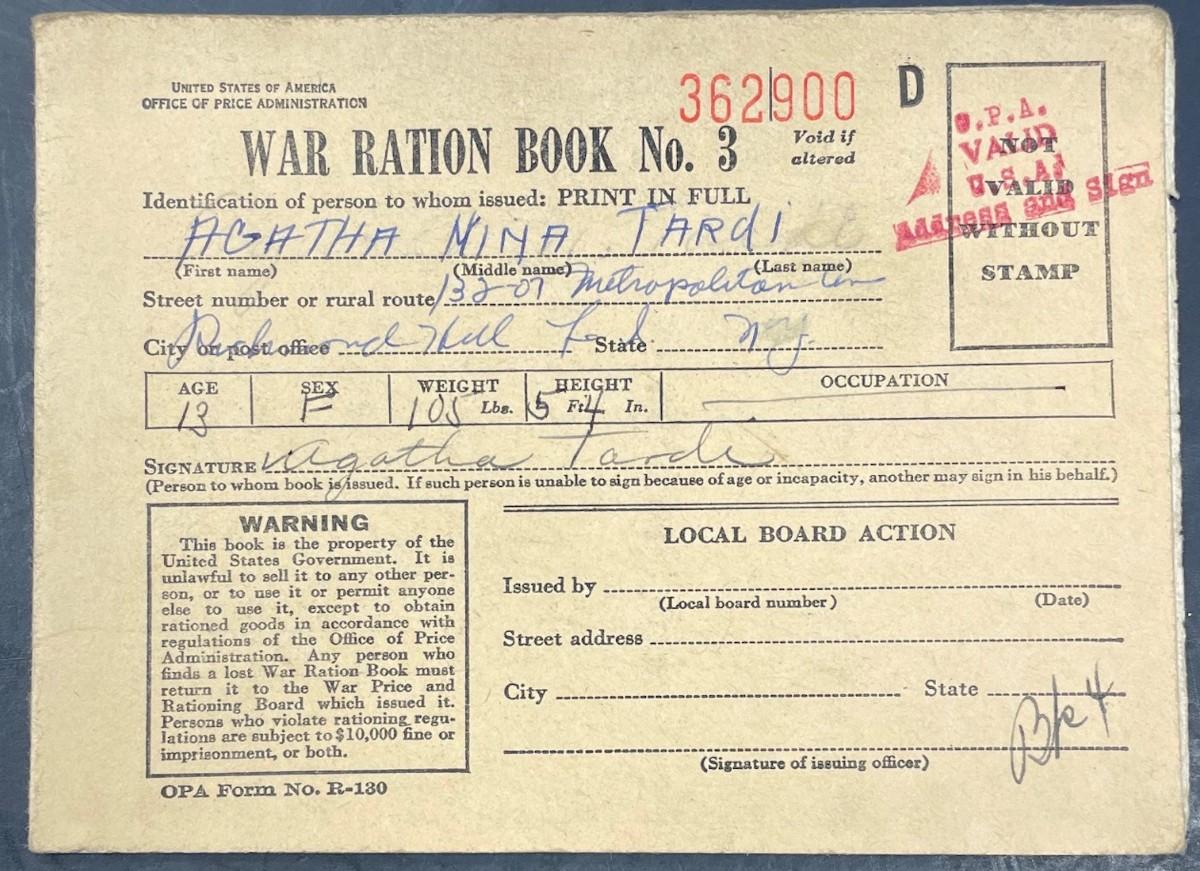 UNITED STATES OF AMERICA
OFFICE OF PRICE ADMINISTRATION
362900 D
WAR RATION BOOK No. 3
Void if
altered
O.P.A.
VALID
U.S.A.
Address and Sign
NOT
VALID
WITHOUT
STAMP
Identification of person to whom issued: PRINT IN FULL
AGATHA NINA TARDI
(First name) (Middle name) (Last name)
Street number or rural route 132-07 Metropolitan
City or post office Richmond Hill State N.Y.
AGE SEX WEIGHT HEIGHT OCCUPATION
13 F 105 Lbs. 5 Ft. 4 In.
SIGNATURE Agatha Tardi
(Person to whom book is issued. If such person is unable to sign because of age or incapacity, another may sign in his behalf.)
WARNING
This book is the property of the
United States Government. It is
unlawful to sell it to any other per-
son, or to use it or permit anyone
else to use it, except to obtain
rationed goods in accordance with
regulations of the Office of Price
Administration. Any person who
finds a lost War Ration Book must
return it to the War Price and
Rationing Board which issued it.
Persons who violate rationing regu-
lations are subject to $10,000 fine or
imprisonment, or both.
OPA Form No. R-130
LOCAL BOARD ACTION
Issued by
(Local board number) (Date)
Street address
City State
Bk 4
(Signature of issuing officer)